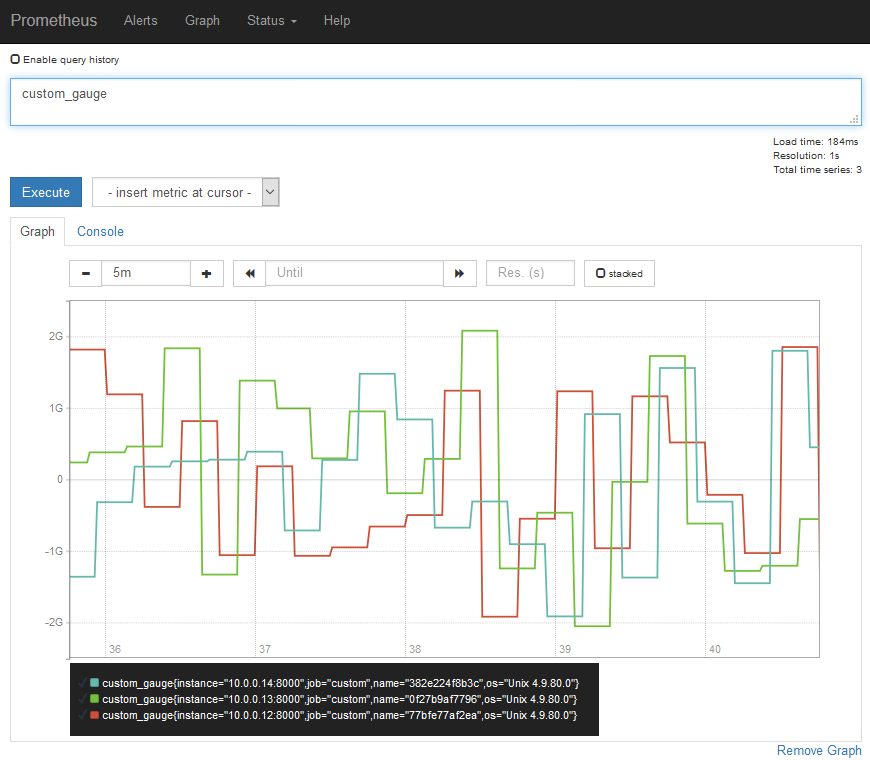 Prometheus Alerts Graph Status Help
Enable query history
custom_gauge
Load time: 184ms
Resolution: 1s
Total time series: 3
Execute - insert metric at cursor -
Graph Console
5m Until Res. (s) stacked
2G
1G
0
-1G
-2G
36 37 38 39 40
custom_gauge{instance="10.0.0.14:8000",job="custom",name="382e224f8b3c",os="Unix 4.9.80.0"}
custom_gauge{instance="10.0.0.13:8000",job="custom",name="0f27b9af7796",os="Unix 4.9.80.0"}
custom_gauge{instance="10.0.0.12:8000",job="custom",name="77bfe77af2ea",os="Unix 4.9.80.0"}
Remove Graph